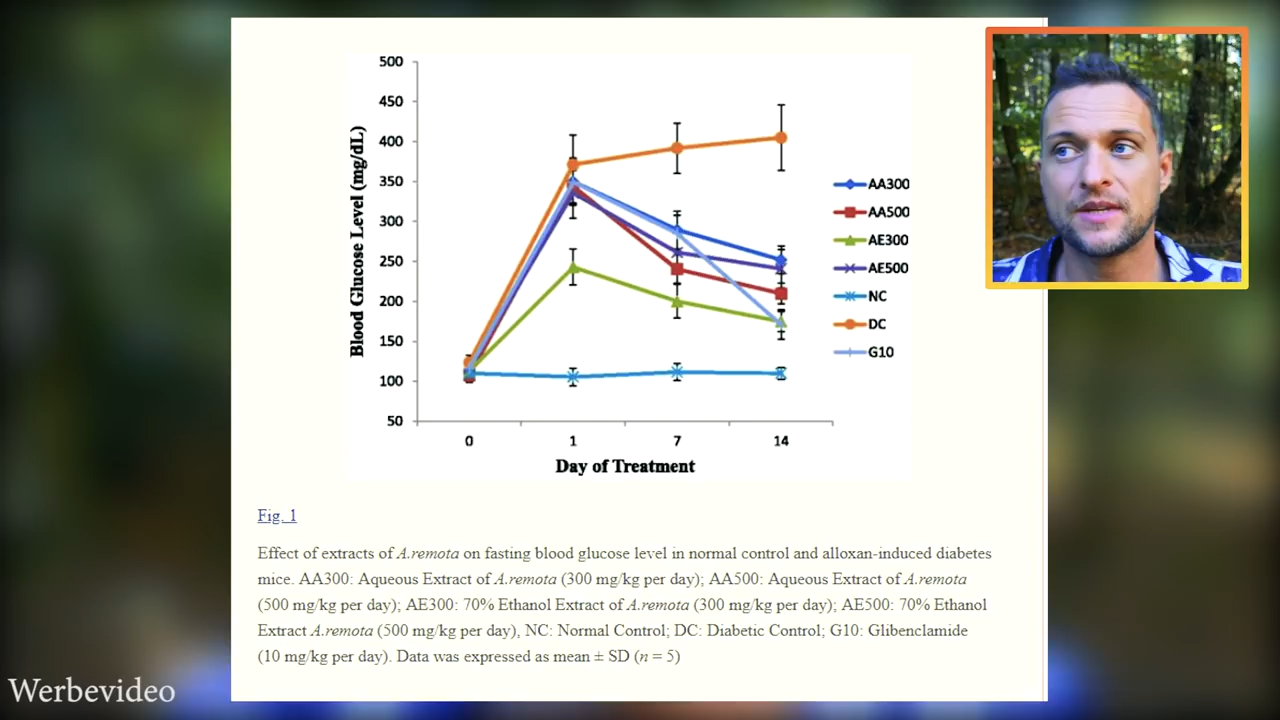 500
450
400
350
300
250
200
150
100
50
Blood Glucose Level (mg/dL)
0 1 7 14
Day of Treatment
AA300
AA500
AE300
AE500
NC
DC
G10
Fig. 1
Effect of extracts of A.remota on fasting blood glucose level in normal control and alloxan-induced diabetes
mice. AA300: Aqueous Extract of A.remota (300 mg/kg per day); AA500: Aqueous Extract of A.remota
(500 mg/kg per day); AE300: 70% Ethanol Extract of A.remota (300 mg/kg per day); AE500: 70% Ethanol
Extract A.remota (500 mg/kg per day), NC: Normal Control; DC: Diabetic Control; G10: Glibenclamide
(10 mg/kg per day). Data was expressed as mean ± SD (n = 5)
Werbevideo